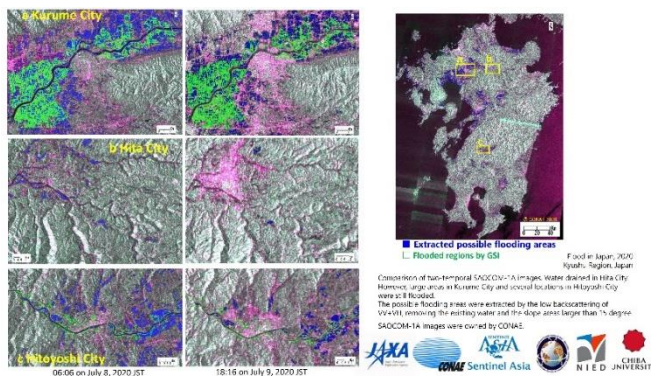 a Kurume City
b Hita City
c Hitoyoshi City
06:06 on July 8, 2020 JST
18:16 on July 9, 2020 JST
a
b
c
Extracted possible flooding areas
Flooded regions by GSI
Flood in Japan, 2020
Kyushu Region, Japan
Comparison of two-temporal SAOCOM-1A images. Water drained in Hita City
However, large areas in Kurume City and several locations in Hitoyoshi City
were still flooded.
The possible flooding areas were extracted by the low backscattering of
VV+VH, removing the existing water and the slope areas larger than 15 degree
SAOCOM-1A images were owned by CONAE.
JAXA
CONAE
Sentinel Asia
NIED
CHIBA
UNIVERSIT